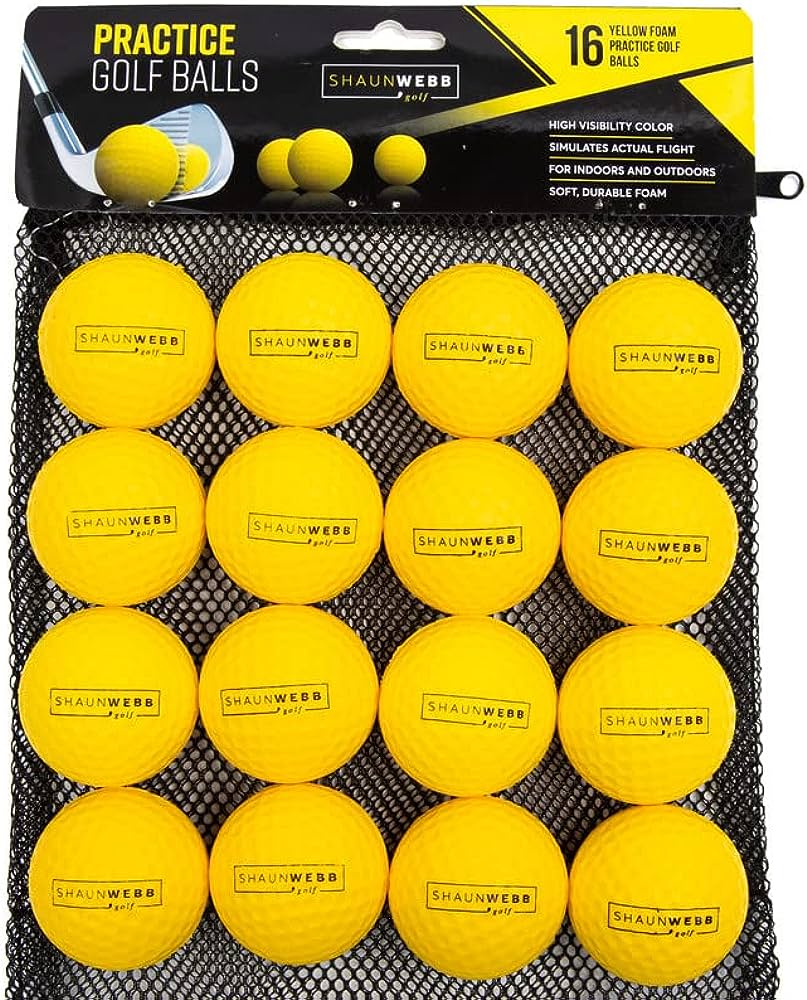 PRACTICE
GOLF BALLS
SHAUNWEBB
golf
16
YELLOW FOAM
PRACTICE GOLF
BALLS
HIGH VISIBILITY COLOR
SIMULATES ACTUAL FLIGHT
FOR INDOORS AND OUTDOORS
SOFT, DURABLE FOAM
SHAUNWEBB
golf
SHAUNWEBB
golf
SHAUNWEBB
golf
SHAUNWEBB
golf
SHAUNWEBB
golf
SHAUNWEBB
golf
SHAUNWEBB
golf
SHAUNWEBB
golf
SHAUNWEBB
golf
SHAUNWEBB
golf
SHAUNWEBB
golf
SHAUNWEBB
golf
SHAUNWEBB
golf
SHAUNWEBB
golf
SHAUNWEBB
golf
SHAUNWEBB
golf